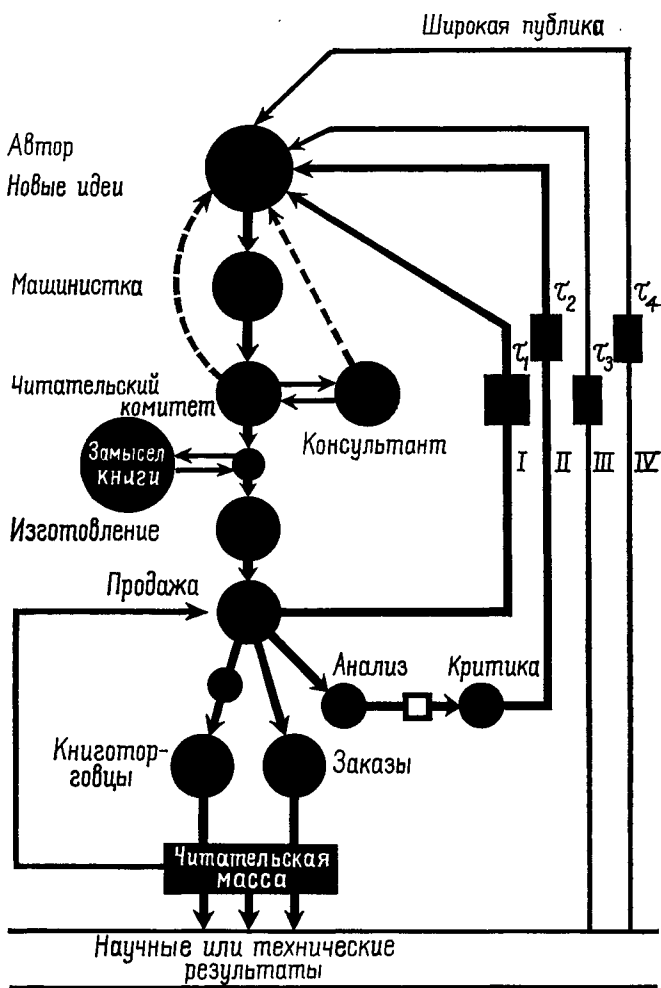 Широкая публика
Автор
Новые идеи
Машинистка
τ₂
τ₄
τ₁
τ₃
Читательский
комитет
Консультант
Замысел
книги
I
II
III
IV
Изготовление
Продажа
Анализ
Критика
Книготор-
говцы
Заказы
Читательская
масса
Научные или технические
результаты